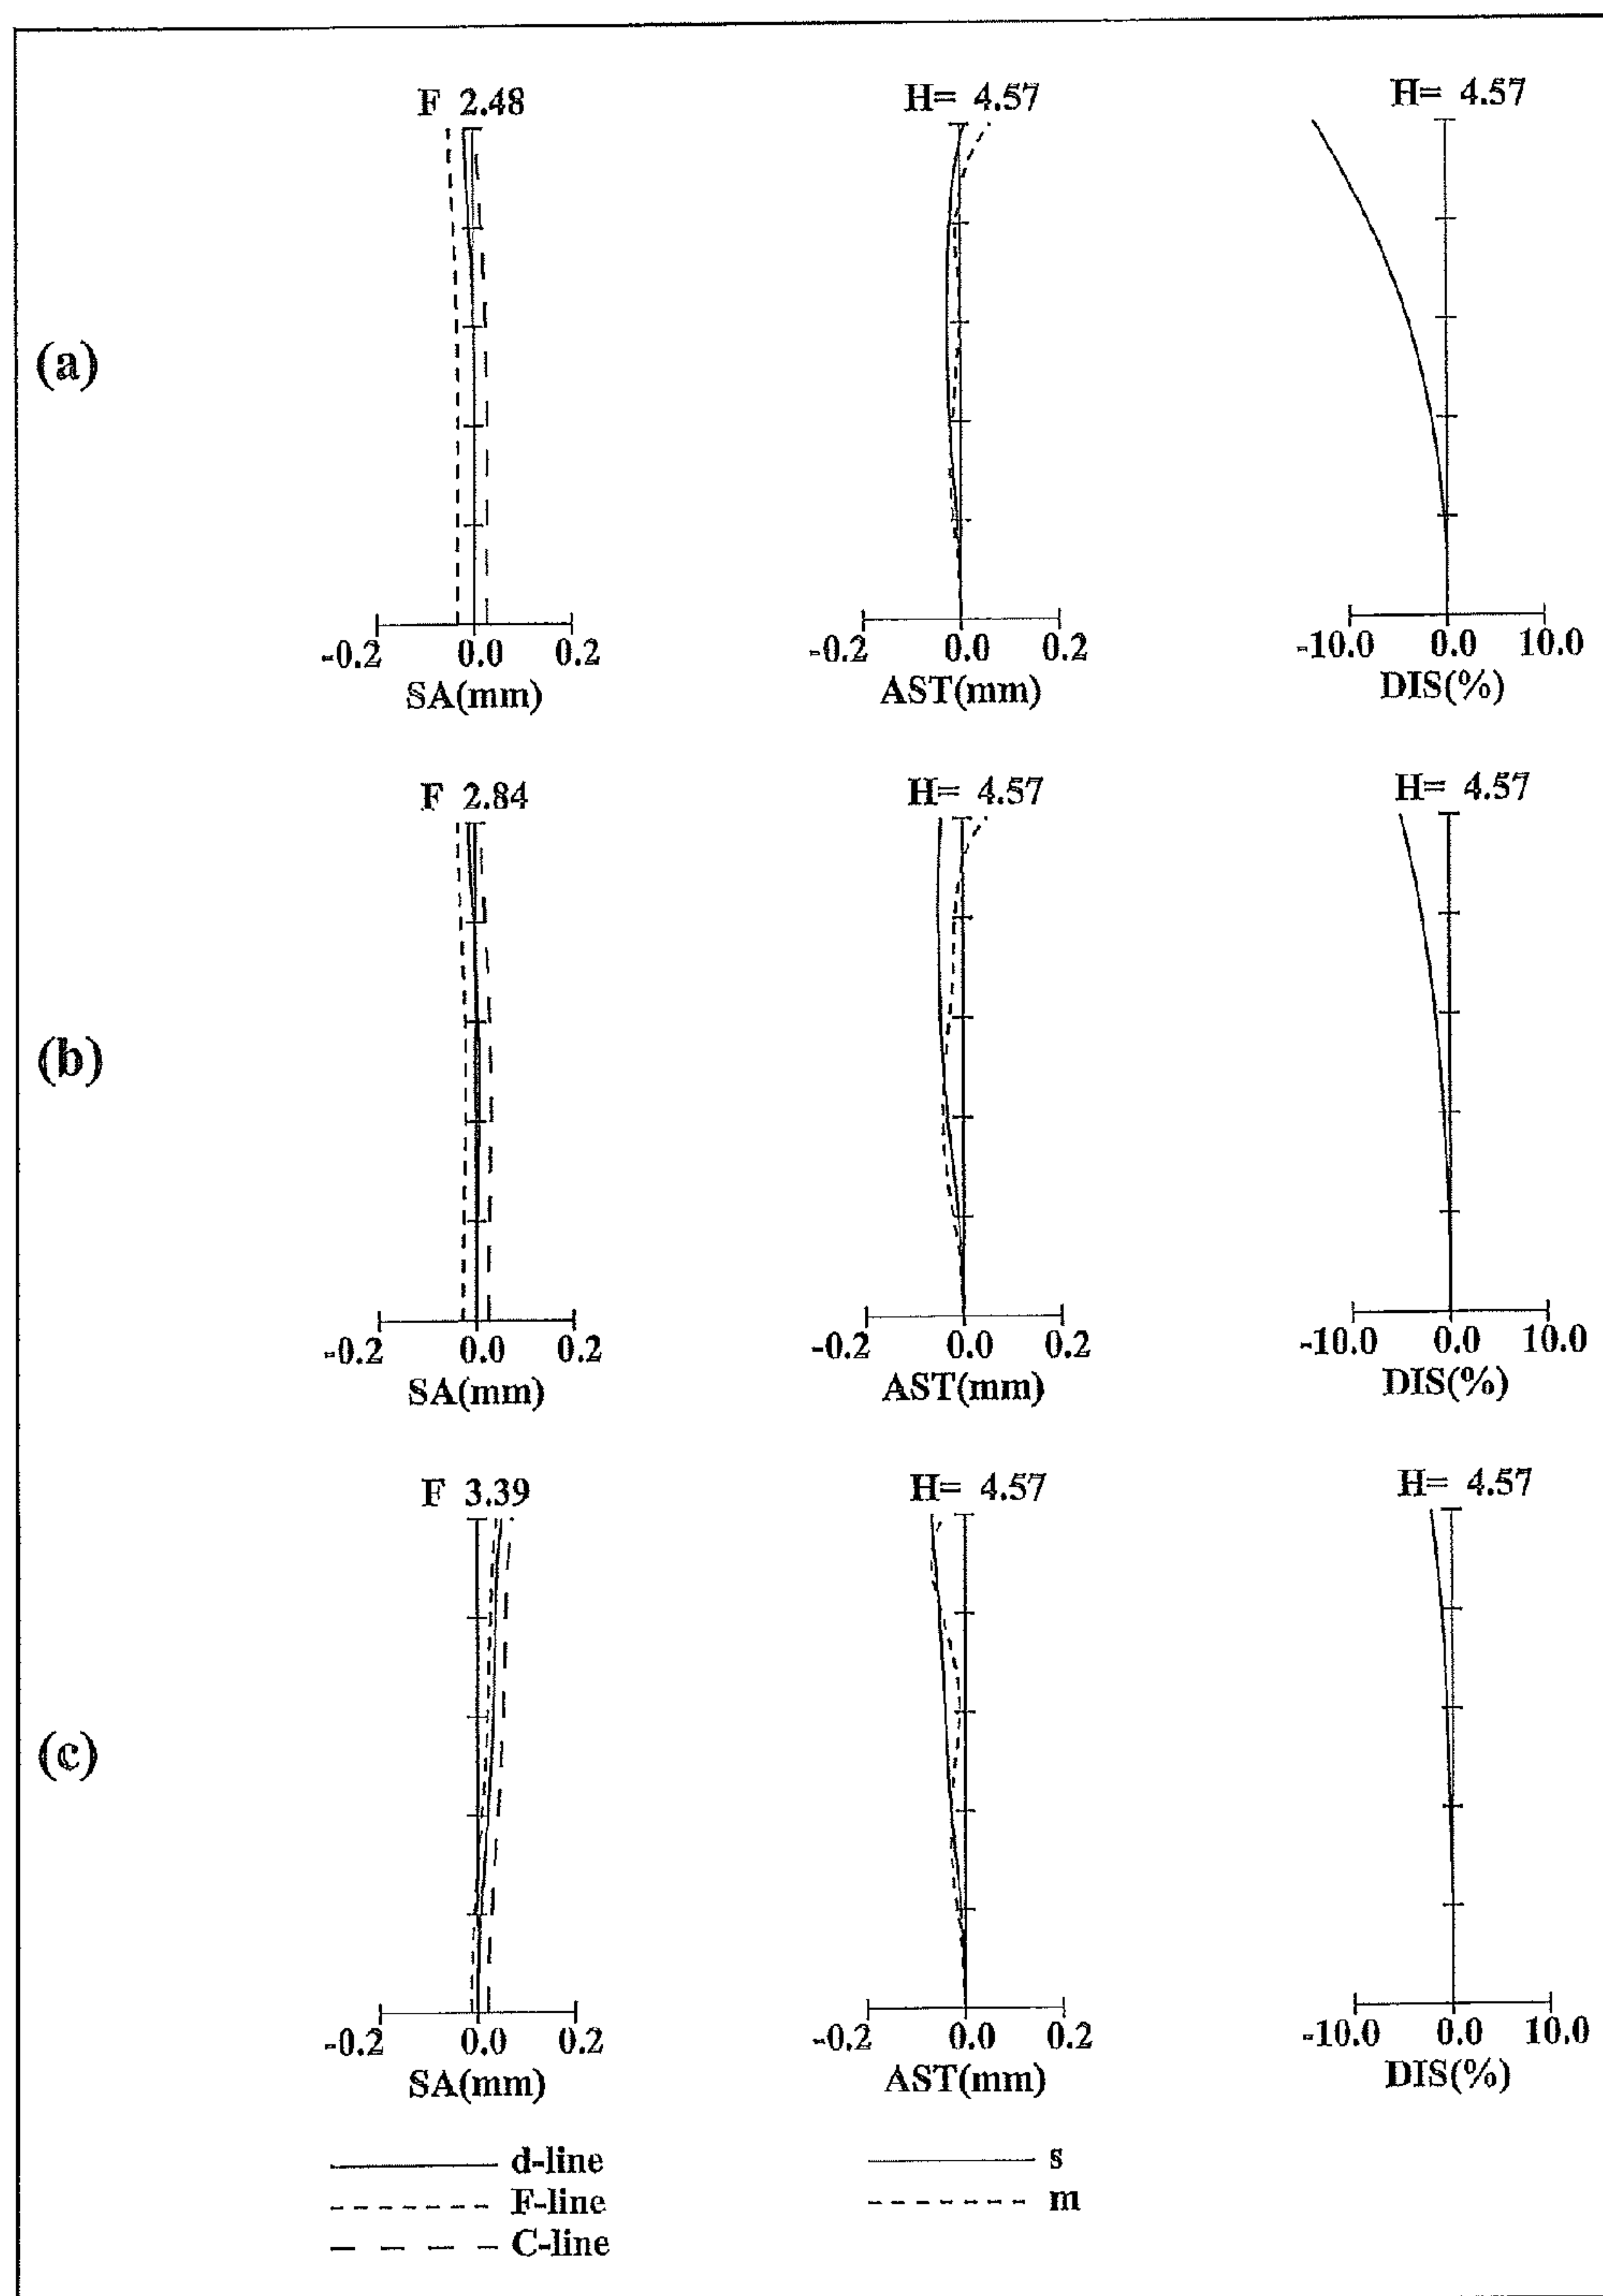 F 2.48
H= 4.57
H= 4.57
(a)
-0.2 0.0 0.2
SA(mm)
-0.2 0.0 0.2
AST(mm)
-10.0 0.0 10.0
DIS(%)
F 2.84
H= 4.57
H= 4.57
(b)
-0.2 0.0 0.2
SA(mm)
-0.2 0.0 0.2
AST(mm)
-10.0 0.0 10.0
DIS(%)
F 3.39
H= 4.57
H= 4.57
(c)
-0.2 0.0 0.2
SA(mm)
-0.2 0.0 0.2
AST(mm)
-10.0 0.0 10.0
DIS(%)
d-line
F-line
C-line
s
m